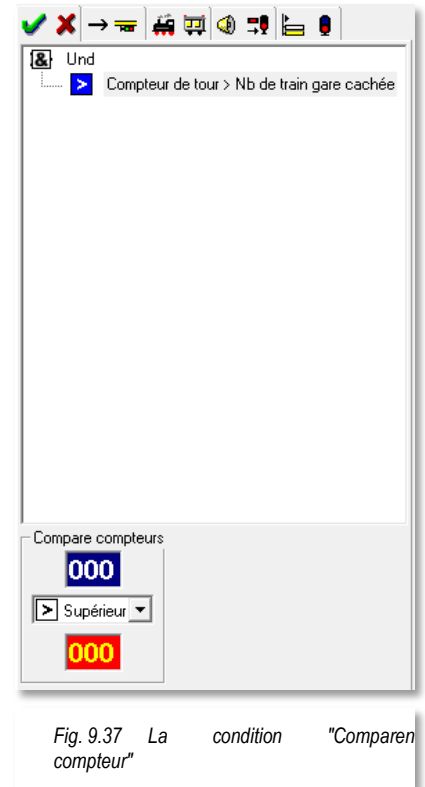 Und
Compteur de tour > Nb de train gare cachée
Compare compteurs
000
> Supérieur
000
Fig. 9.37 La condition "Comparen
compteur"